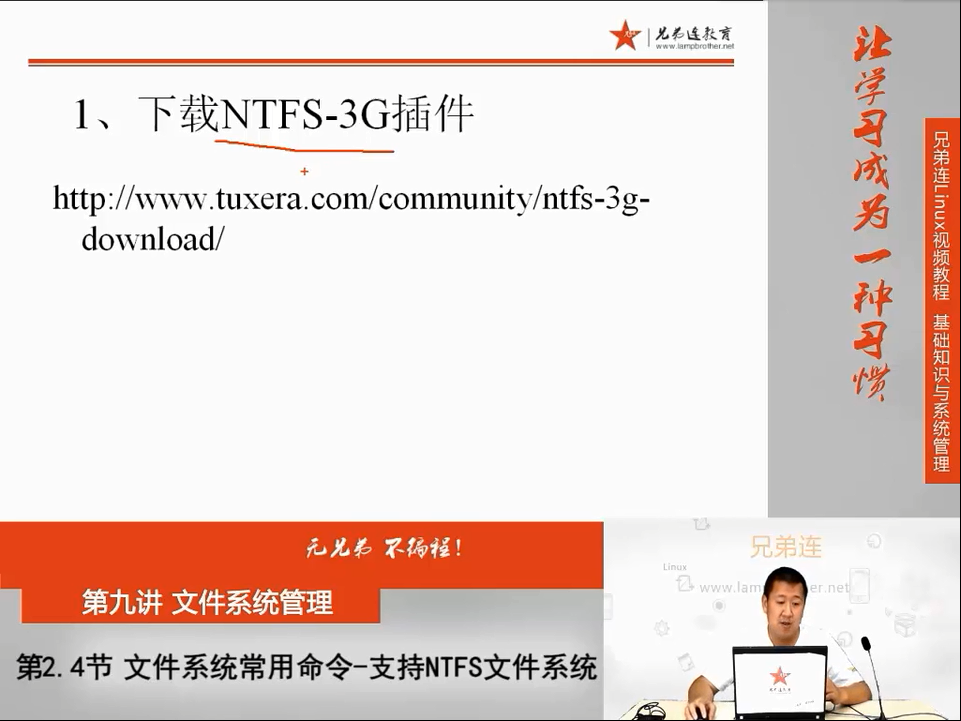 兄弟连教育
www.lampbrother.net
1、下载NTFS-3G插件
http://www.tuxera.com/community/ntfs-3g-
download/
让学习成为一种习惯
兄弟连Linux视频教程 基础知识与系统管理
无兄弟 不编程!
第九讲 文件系统管理
第2.4节 文件系统常用命令-支持NTFS文件系统
兄弟连
Linux
www.lam
er.net